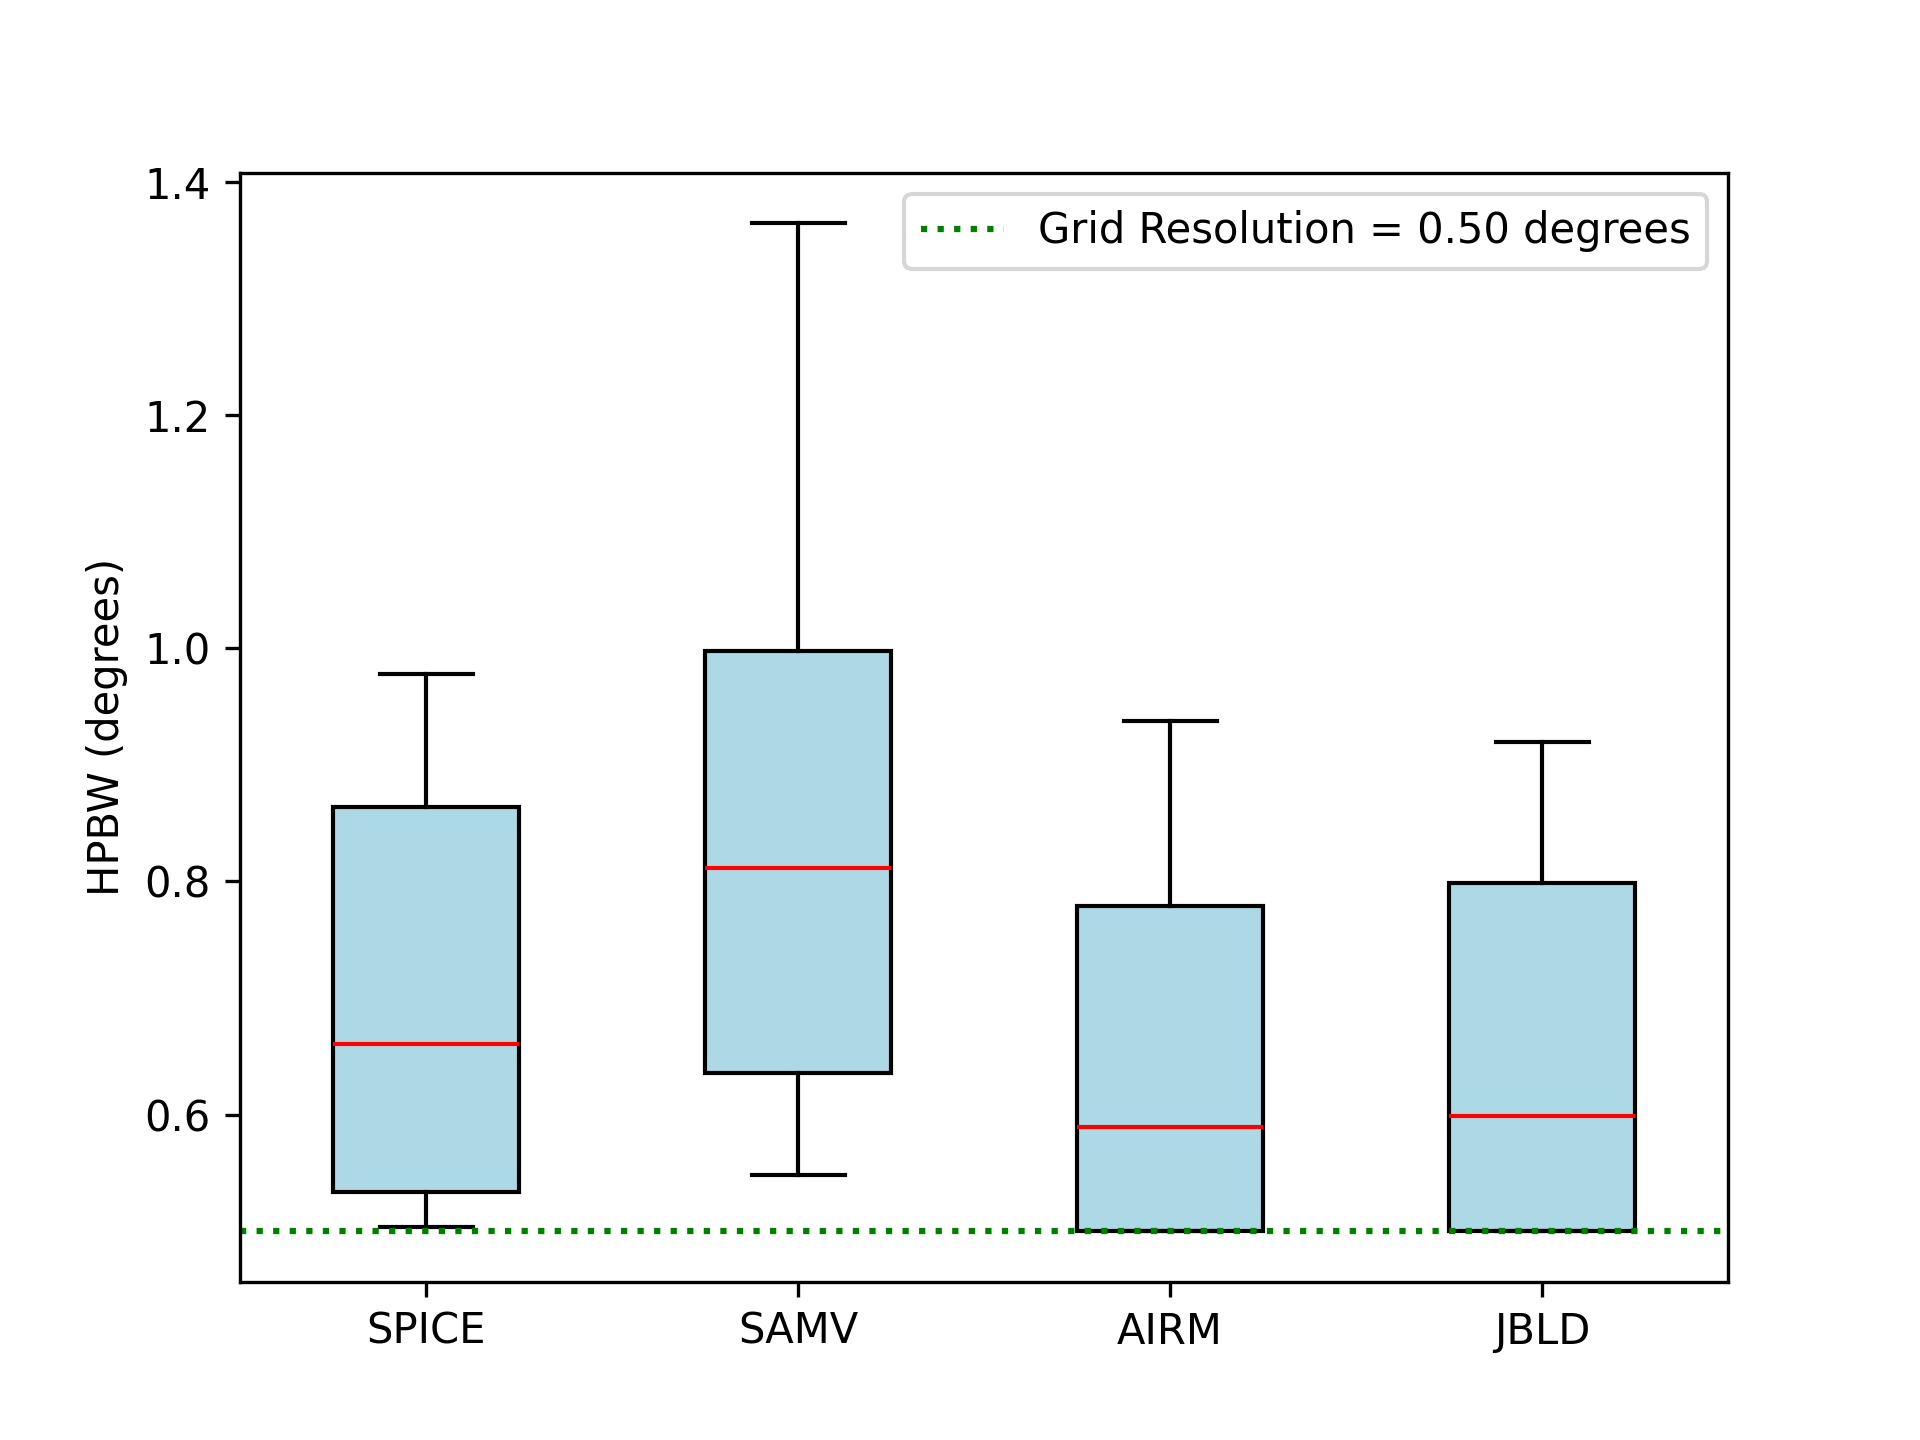 1.4
1.2
1.0
0.8
0.6
HPBW (degrees)
Grid Resolution = 0.50 degrees
SPICE SAMV AIRM JBLD